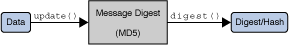 Data
update()
Message Digest
(MD5)
digest()
Digest/Hash